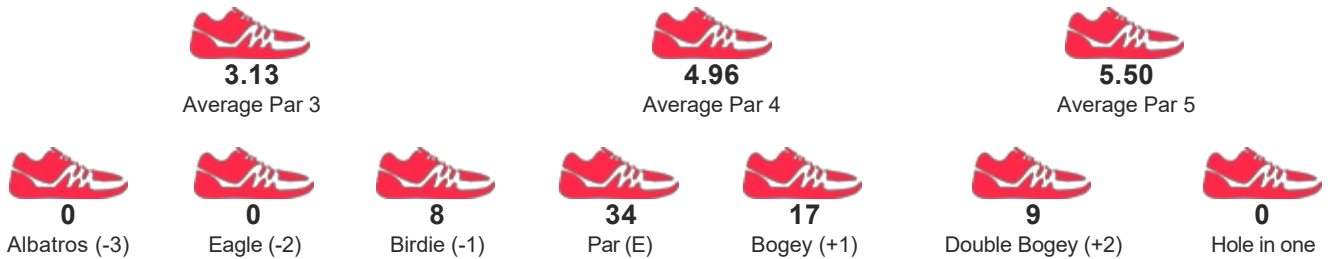 3.13 4.96 5.50
Average Par 3 Average Par 4 Average Par 5
0 0 8 34 17 9 0
Albatros (-3) Eagle (-2) Birdie (-1) Par (E) Bogey (+1) Double Bogey (+2) Hole in one